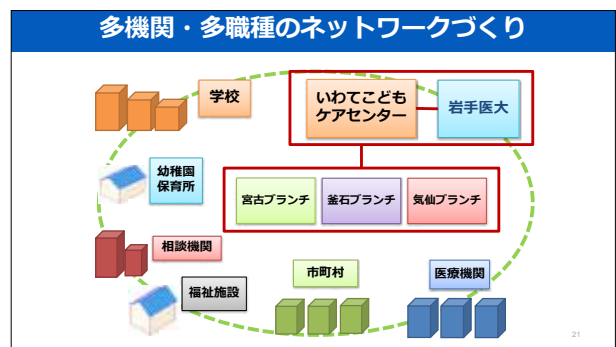 多機関・多職種のネットワークづくり
学校
いわてこども
ケアセンター
岩手医大
幼稚園
保育所
宮古ブランチ
釜石ブランチ
気仙ブランチ
相談機関
市町村
医療機関
福祉施設
21